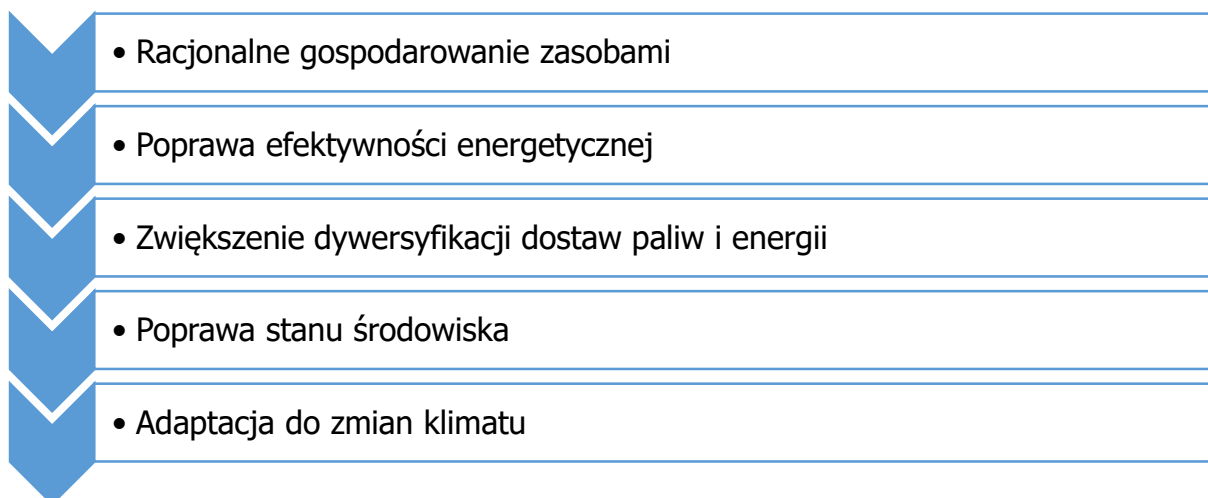 • Racjonalne gospodarowanie zasobami
• Poprawa efektywności energetycznej
• Zwiększenie dywersyfikacji dostaw paliw i energii
• Poprawa stanu środowiska
• Adaptacja do zmian klimatu